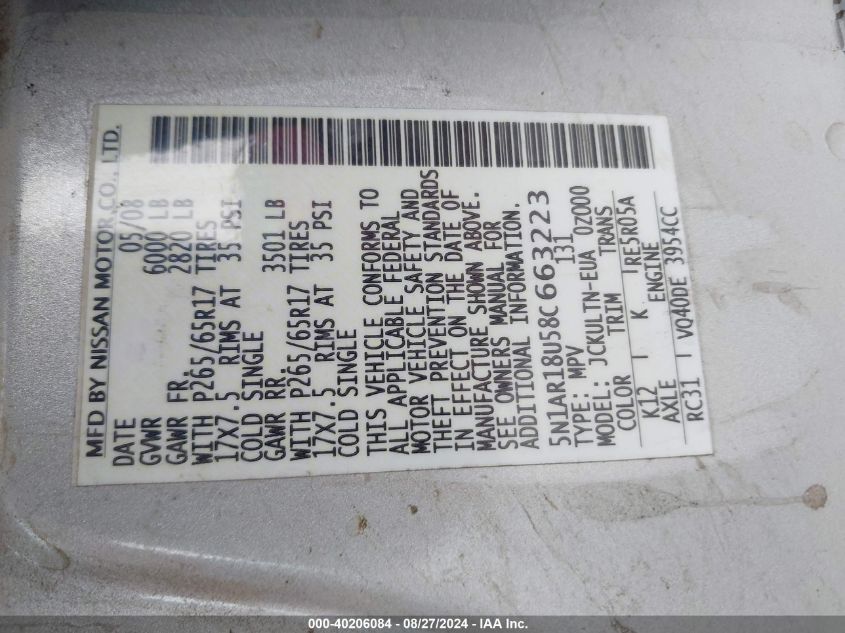 MFD BY NISSAN MOTOR CO., LTD.
DATE 05/08
GVWR 6000 LB
GAWR FR. 2820 LB
WITH P265/65R17 TIRES
17X7.5 RIMS AT 35 PSI
COLD SINGLE
GAWR RR. 3501 LB
WITH P265/65R17 TIRES
17X7.5 RIMS AT 35 PSI
COLD SINGLE
THIS VEHICLE CONFORMS TO
ALL APPLICABLE FEDERAL
MOTOR VEHICLE SAFETY AND
THEFT PREVENTION STANDARDS
IN EFFECT ON THE DATE OF
MANUFACTURE SHOWN ABOVE.
SEE OWNERS MANUAL FOR
ADDITIONAL INFORMATION.
5N1AR18U58C663223
TYPE: MPV 131
MODEL: JCKULTN-EUA 0Z000
COLOR TRIM TRANS
K12 K RE5R05A
AXLE ENGINE
RC31 VQ40DE 3954CC
000-40206084 - 08/27/2024 - IAA Inc.